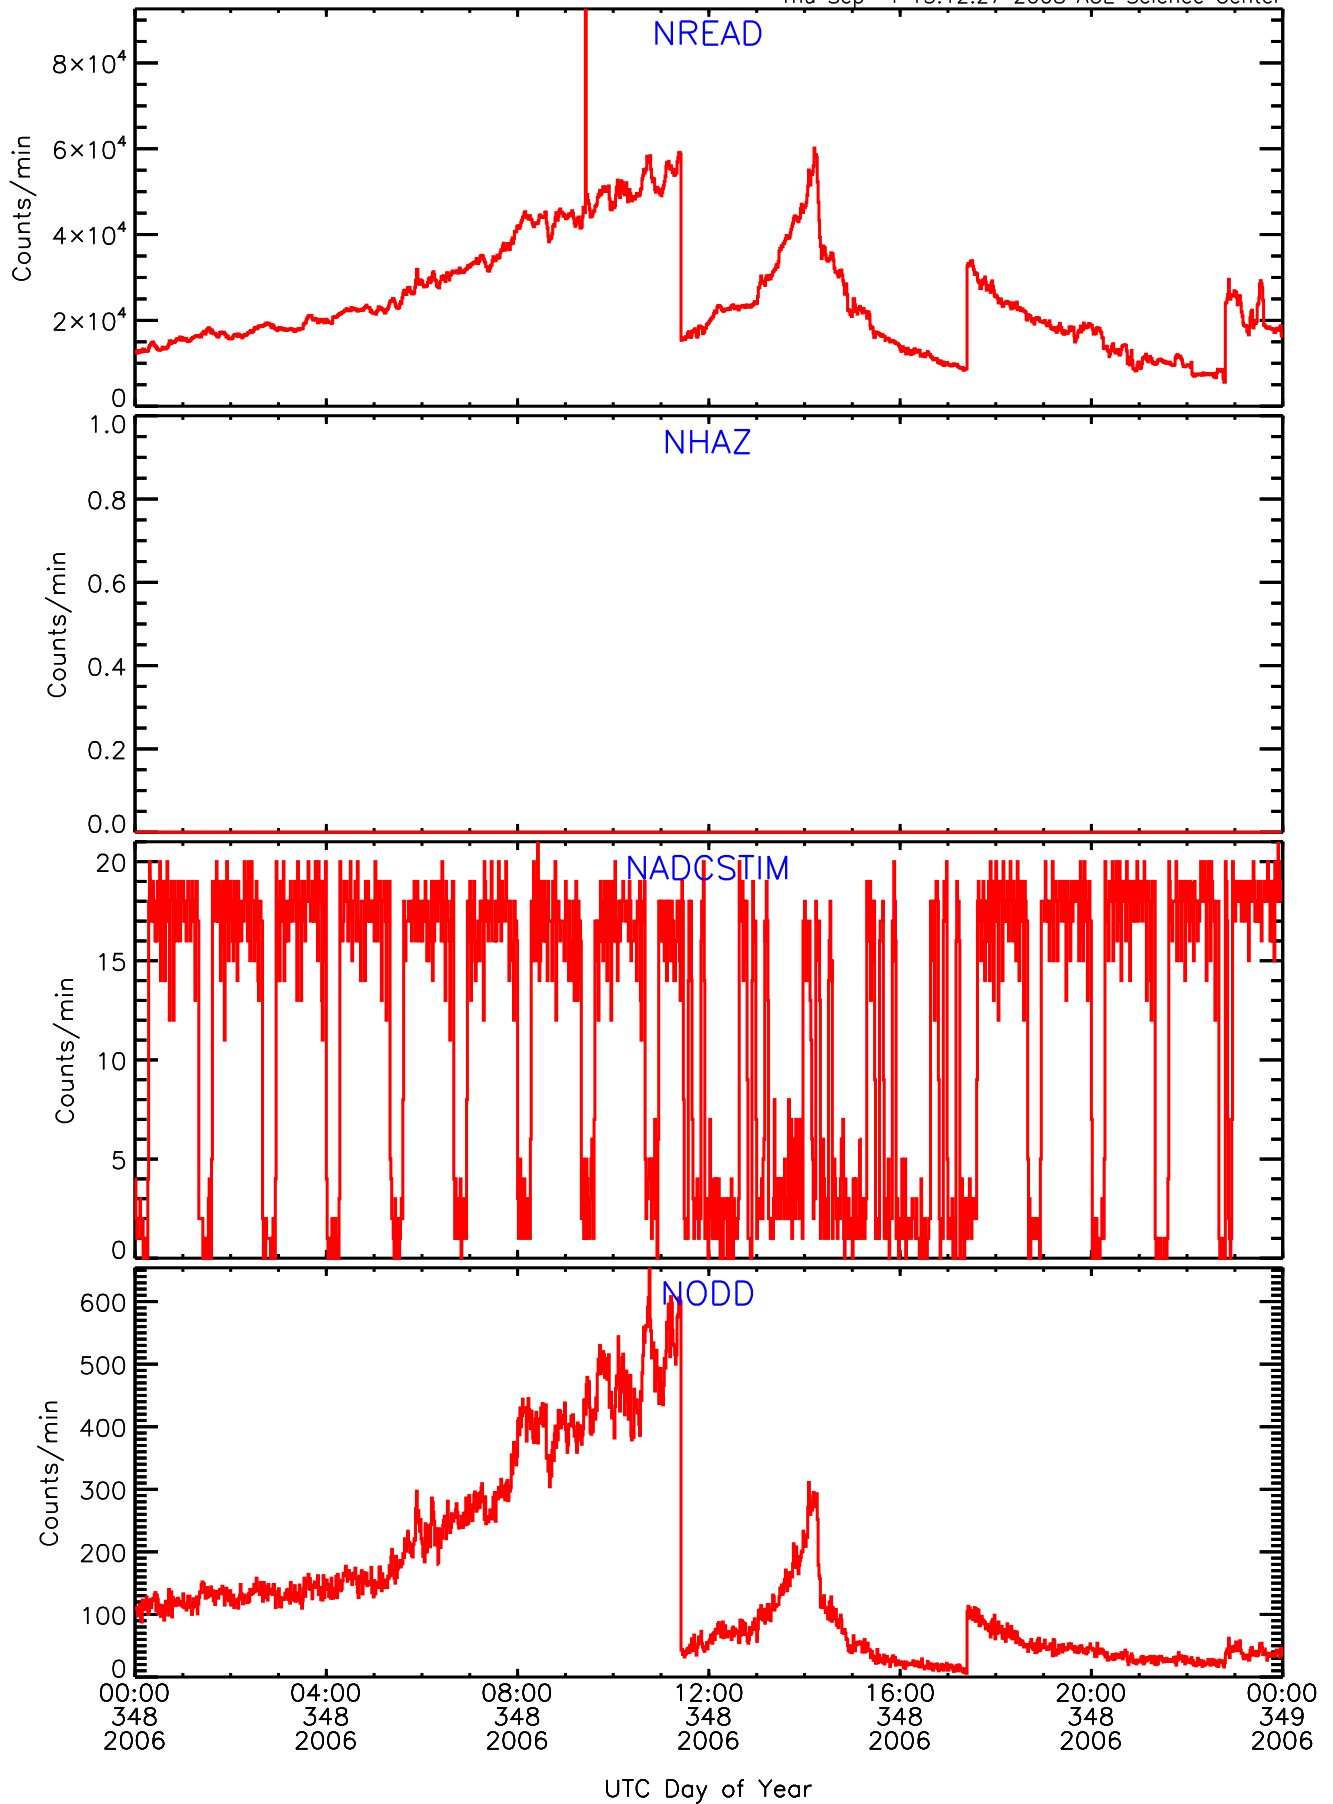 NREAD
8×10⁴
6×10⁴
4×10⁴
2×10⁴
0
Counts/min
NHAZ
1.0
0.8
0.6
0.4
0.2
0.0
Counts/min
NADCSTIM
20
15
10
5
0
Counts/min
NODD
600
500
400
300
200
100
0
Counts/min
00:00 04:00 08:00 12:00 16:00 20:00 00:00
348 348 348 348 348 348 349
2006 2006 2006 2006 2006 2006 2006
UTC Day of Year